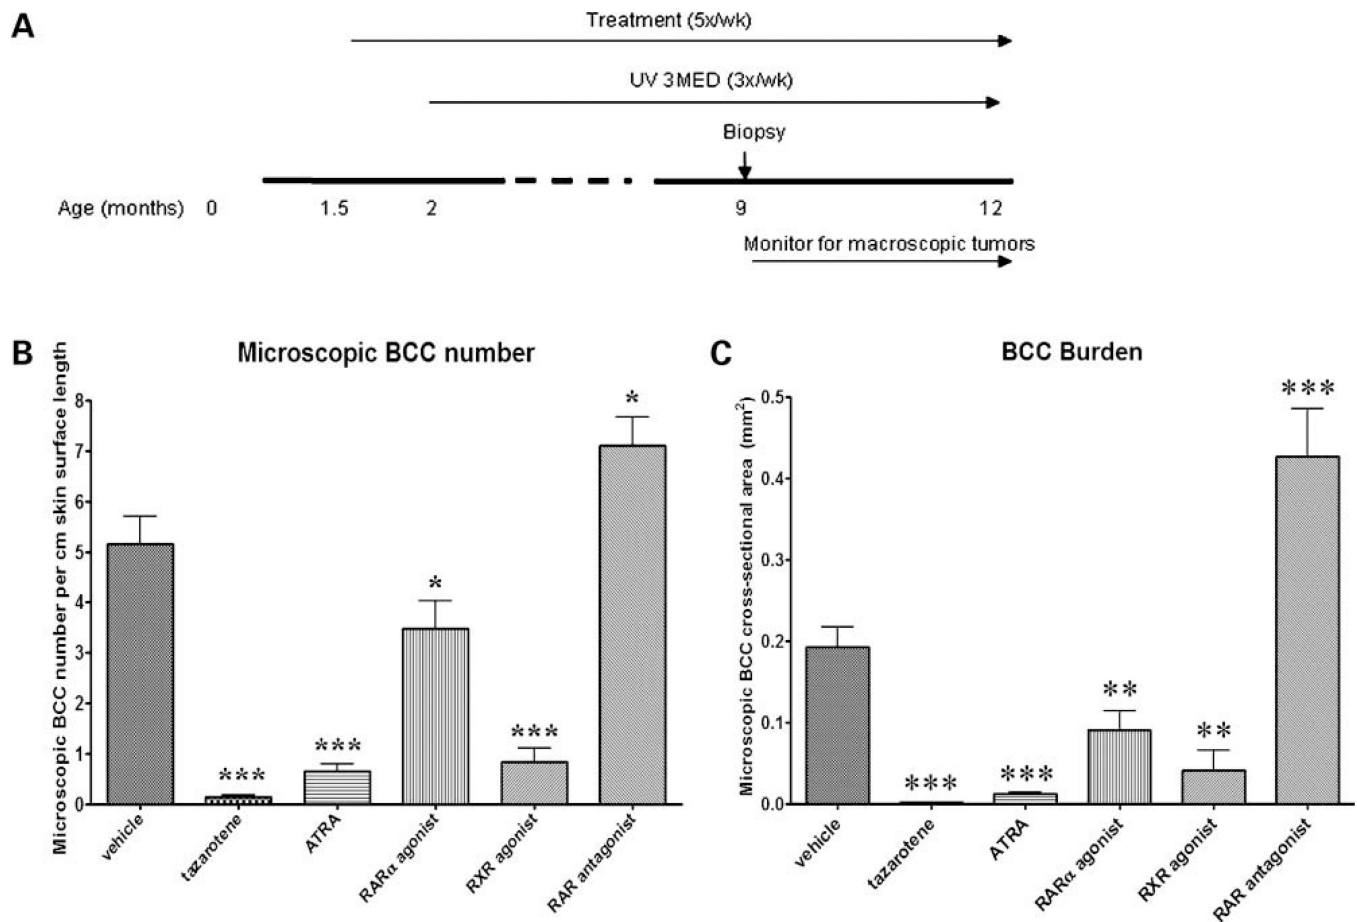 A
Treatment (5x/wk)
UV 3MED (3x/wk)
Biopsy
Age (months) 0 1.5 2 9 12
Monitor for macroscopic tumors
B
Microscopic BCC number
Microscopic BCC number per cm skin surface length
8
7
6
5
4
3
2
1
0
*
*
***
***
***
vehicle
tazarotene
ATRA
RARα agonist
RXR agonist
RAR antagonist
C
BCC Burden
Microscopic BCC cross-sectional area (mm²)
0.5
0.4
0.3
0.2
0.1
0.0
***
**
**
***
***
vehicle
tazarotene
ATRA
RARα agonist
RXR agonist
RAR antagonist